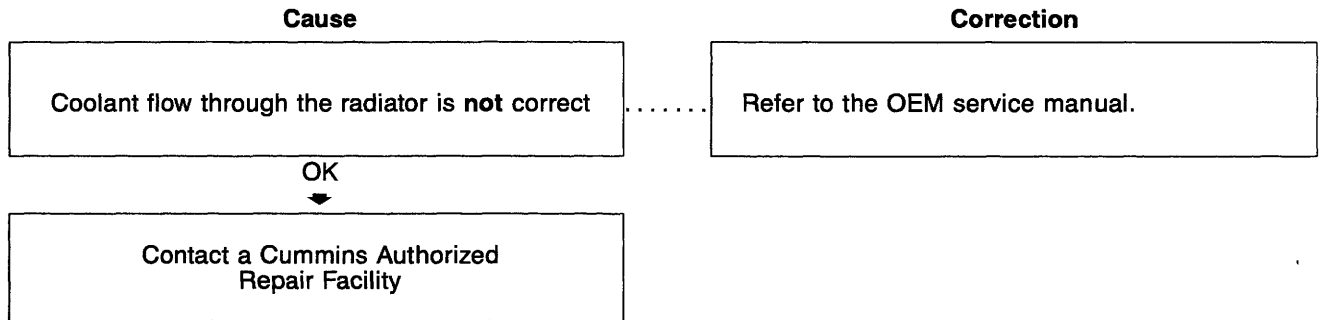 Cause
Correction
Coolant flow through the radiator is not correct ....... Refer to the OEM service manual.
OK
Contact a Cummins Authorized
Repair Facility